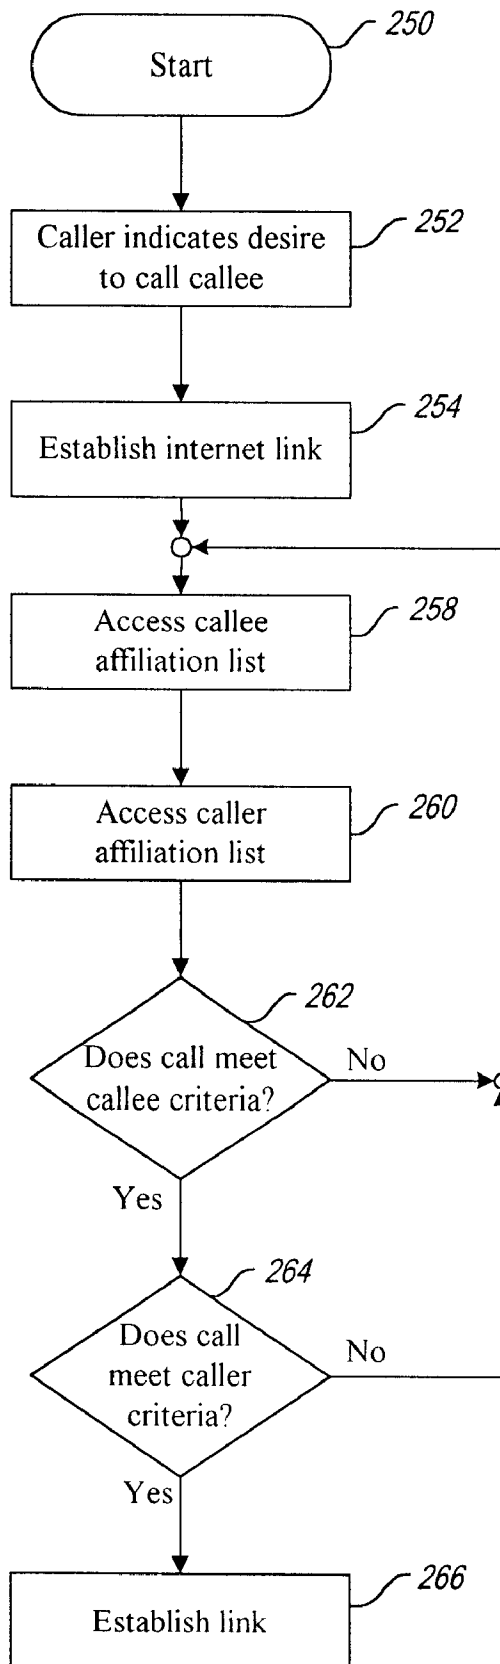 250
Start
252
Caller indicates desire
to call callee
254
Establish internet link
258
Access callee
affiliation list
260
Access caller
affiliation list
262
Does call meet
callee criteria?
No
Yes
264
Does call
meet caller
criteria?
No
Yes
266
Establish link